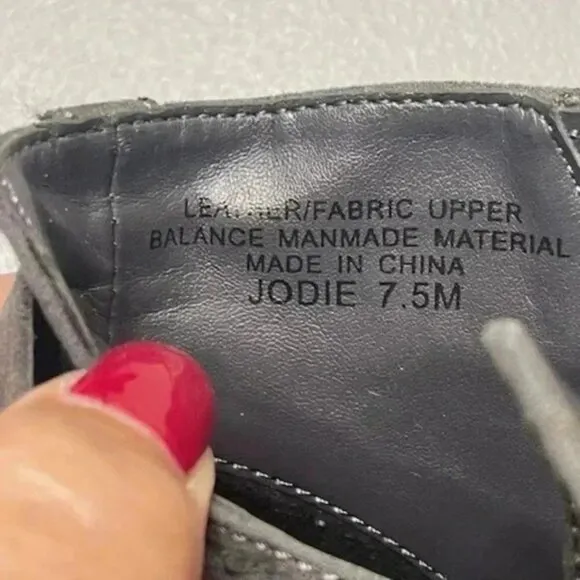 LEATHER/FABRIC UPPER
BALANCE MANMADE MATERIAL
MADE IN CHINA
JODIE 7.5M